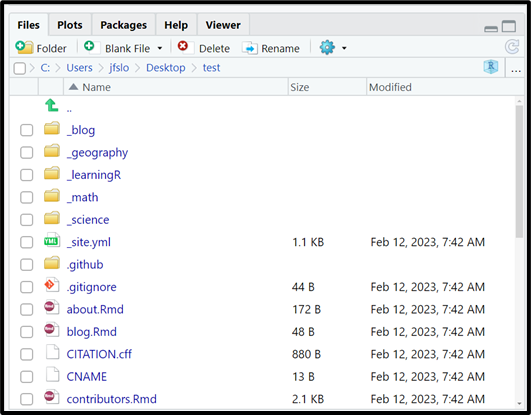 Files Plots Packages Help Viewer
Folder Blank File Delete Rename
C: Users jfslo Desktop test R ...
Name Size Modified
..
_blog
_geography
_learningR
_math
_science
YML _site.yml 1.1 KB Feb 12, 2023, 7:42 AM
.github
.gitignore 44 B Feb 12, 2023, 7:42 AM
Rmd about.Rmd 172 B Feb 12, 2023, 7:42 AM
Rmd blog.Rmd 48 B Feb 12, 2023, 7:42 AM
CITATION.cff 880 B Feb 12, 2023, 7:42 AM
CNAME 13 B Feb 12, 2023, 7:42 AM
Rmd contributors.Rmd 2.1 KB Feb 12, 2023, 7:42 AM